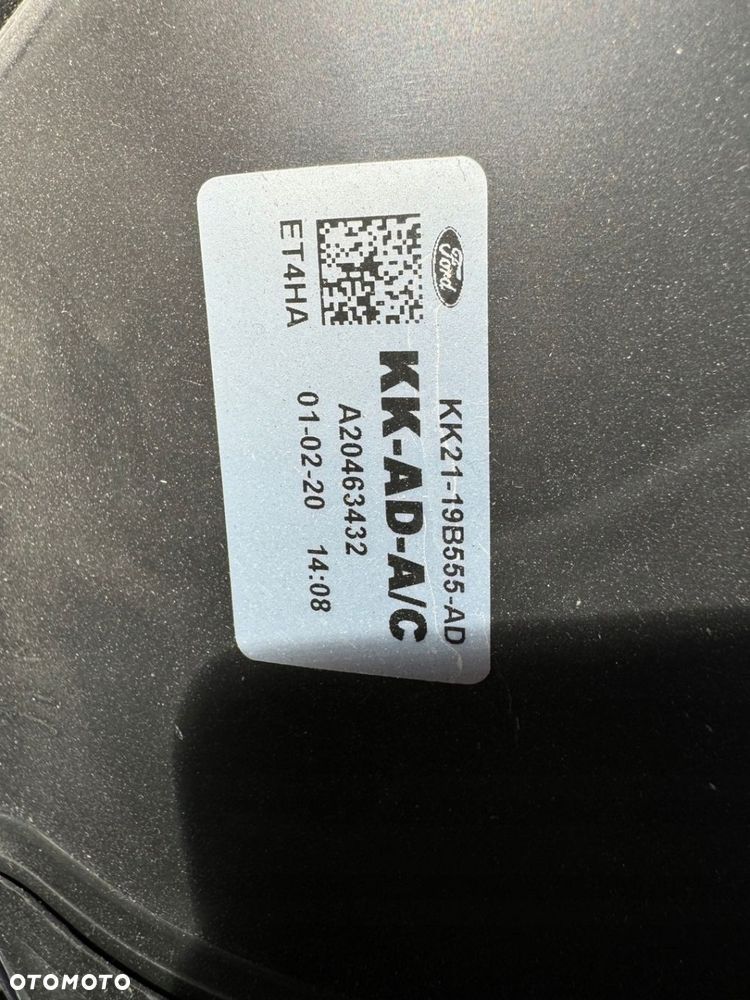 Ford
KK21-19B555-AD
KK-AD-A/C
A20463432
01-02-20 14:08
ET4HA
OTOMOTO